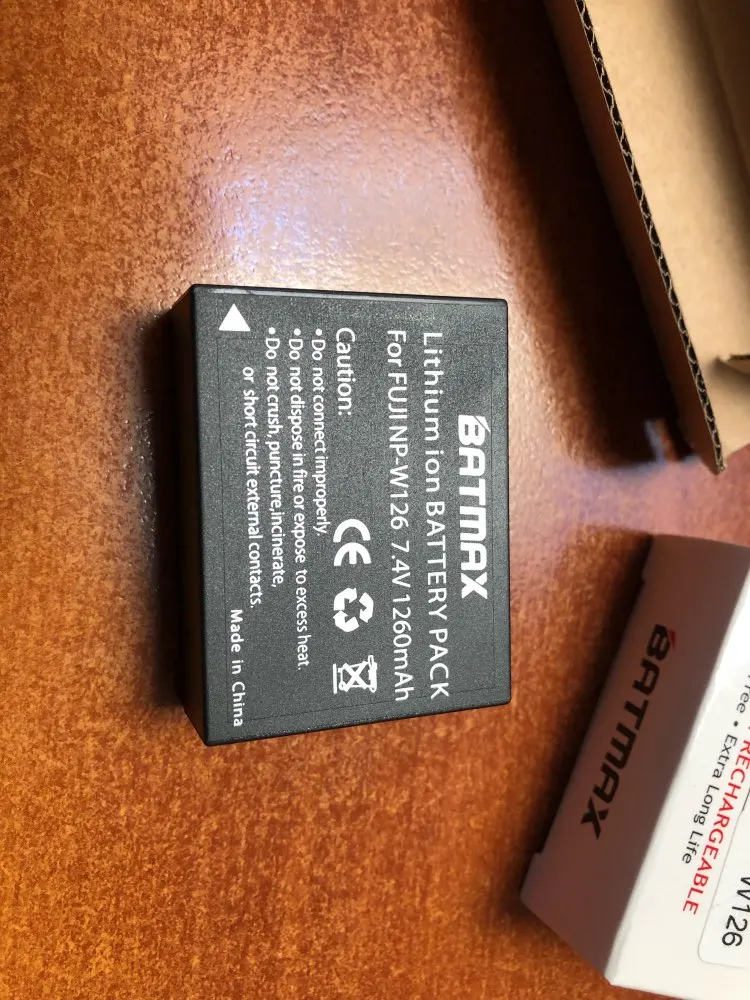 BATMAX
Lithium ion BATTERY PACK
For FUJI NP-W126 7.4V 1260mAh
Caution:
•Do not connect improperly.
•Do not dispose in fire or expose to excess heat.
•Do not crush, puncture,incinerate,
or short circuit external contacts.
CE
Made in China
BATMAX
RECHARGEABLE
• Extra Long Life
W126